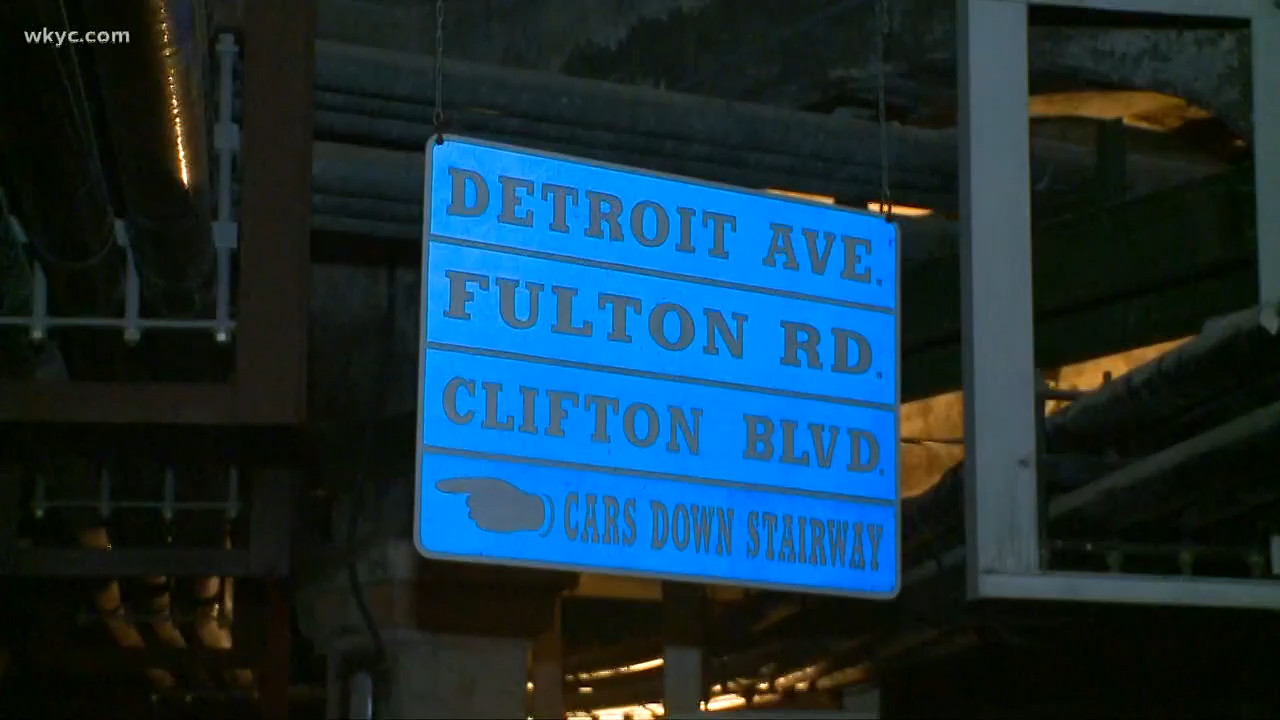 wkyc.com
DETROIT AVE.
FULTON RD.
CLIFTON BLVD.
CARS DOWN STAIRWAY